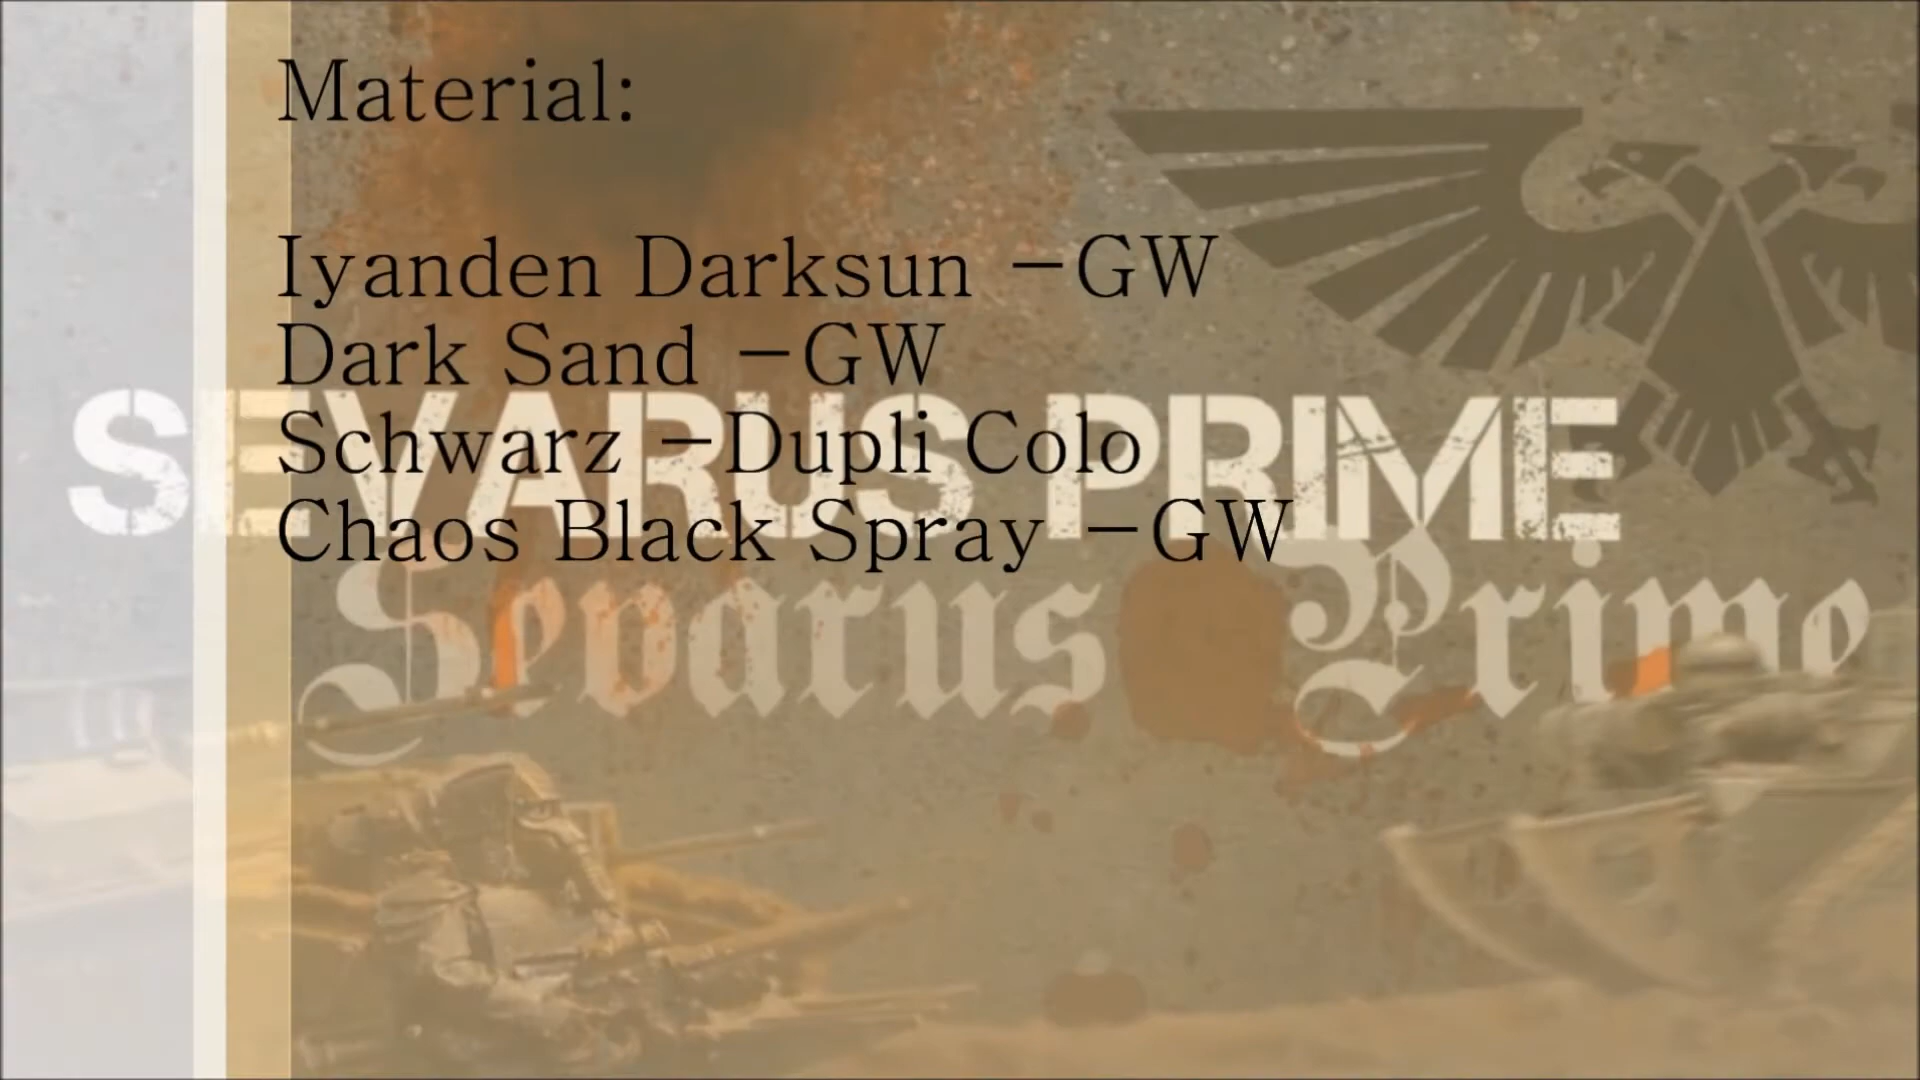 Material:
Iyanden Darksun -GW
Dark Sand -GW
Schwarz -Dupli Colo
Chaos Black Spray -GW
SEVARUS PRIME
Sevarus Prime